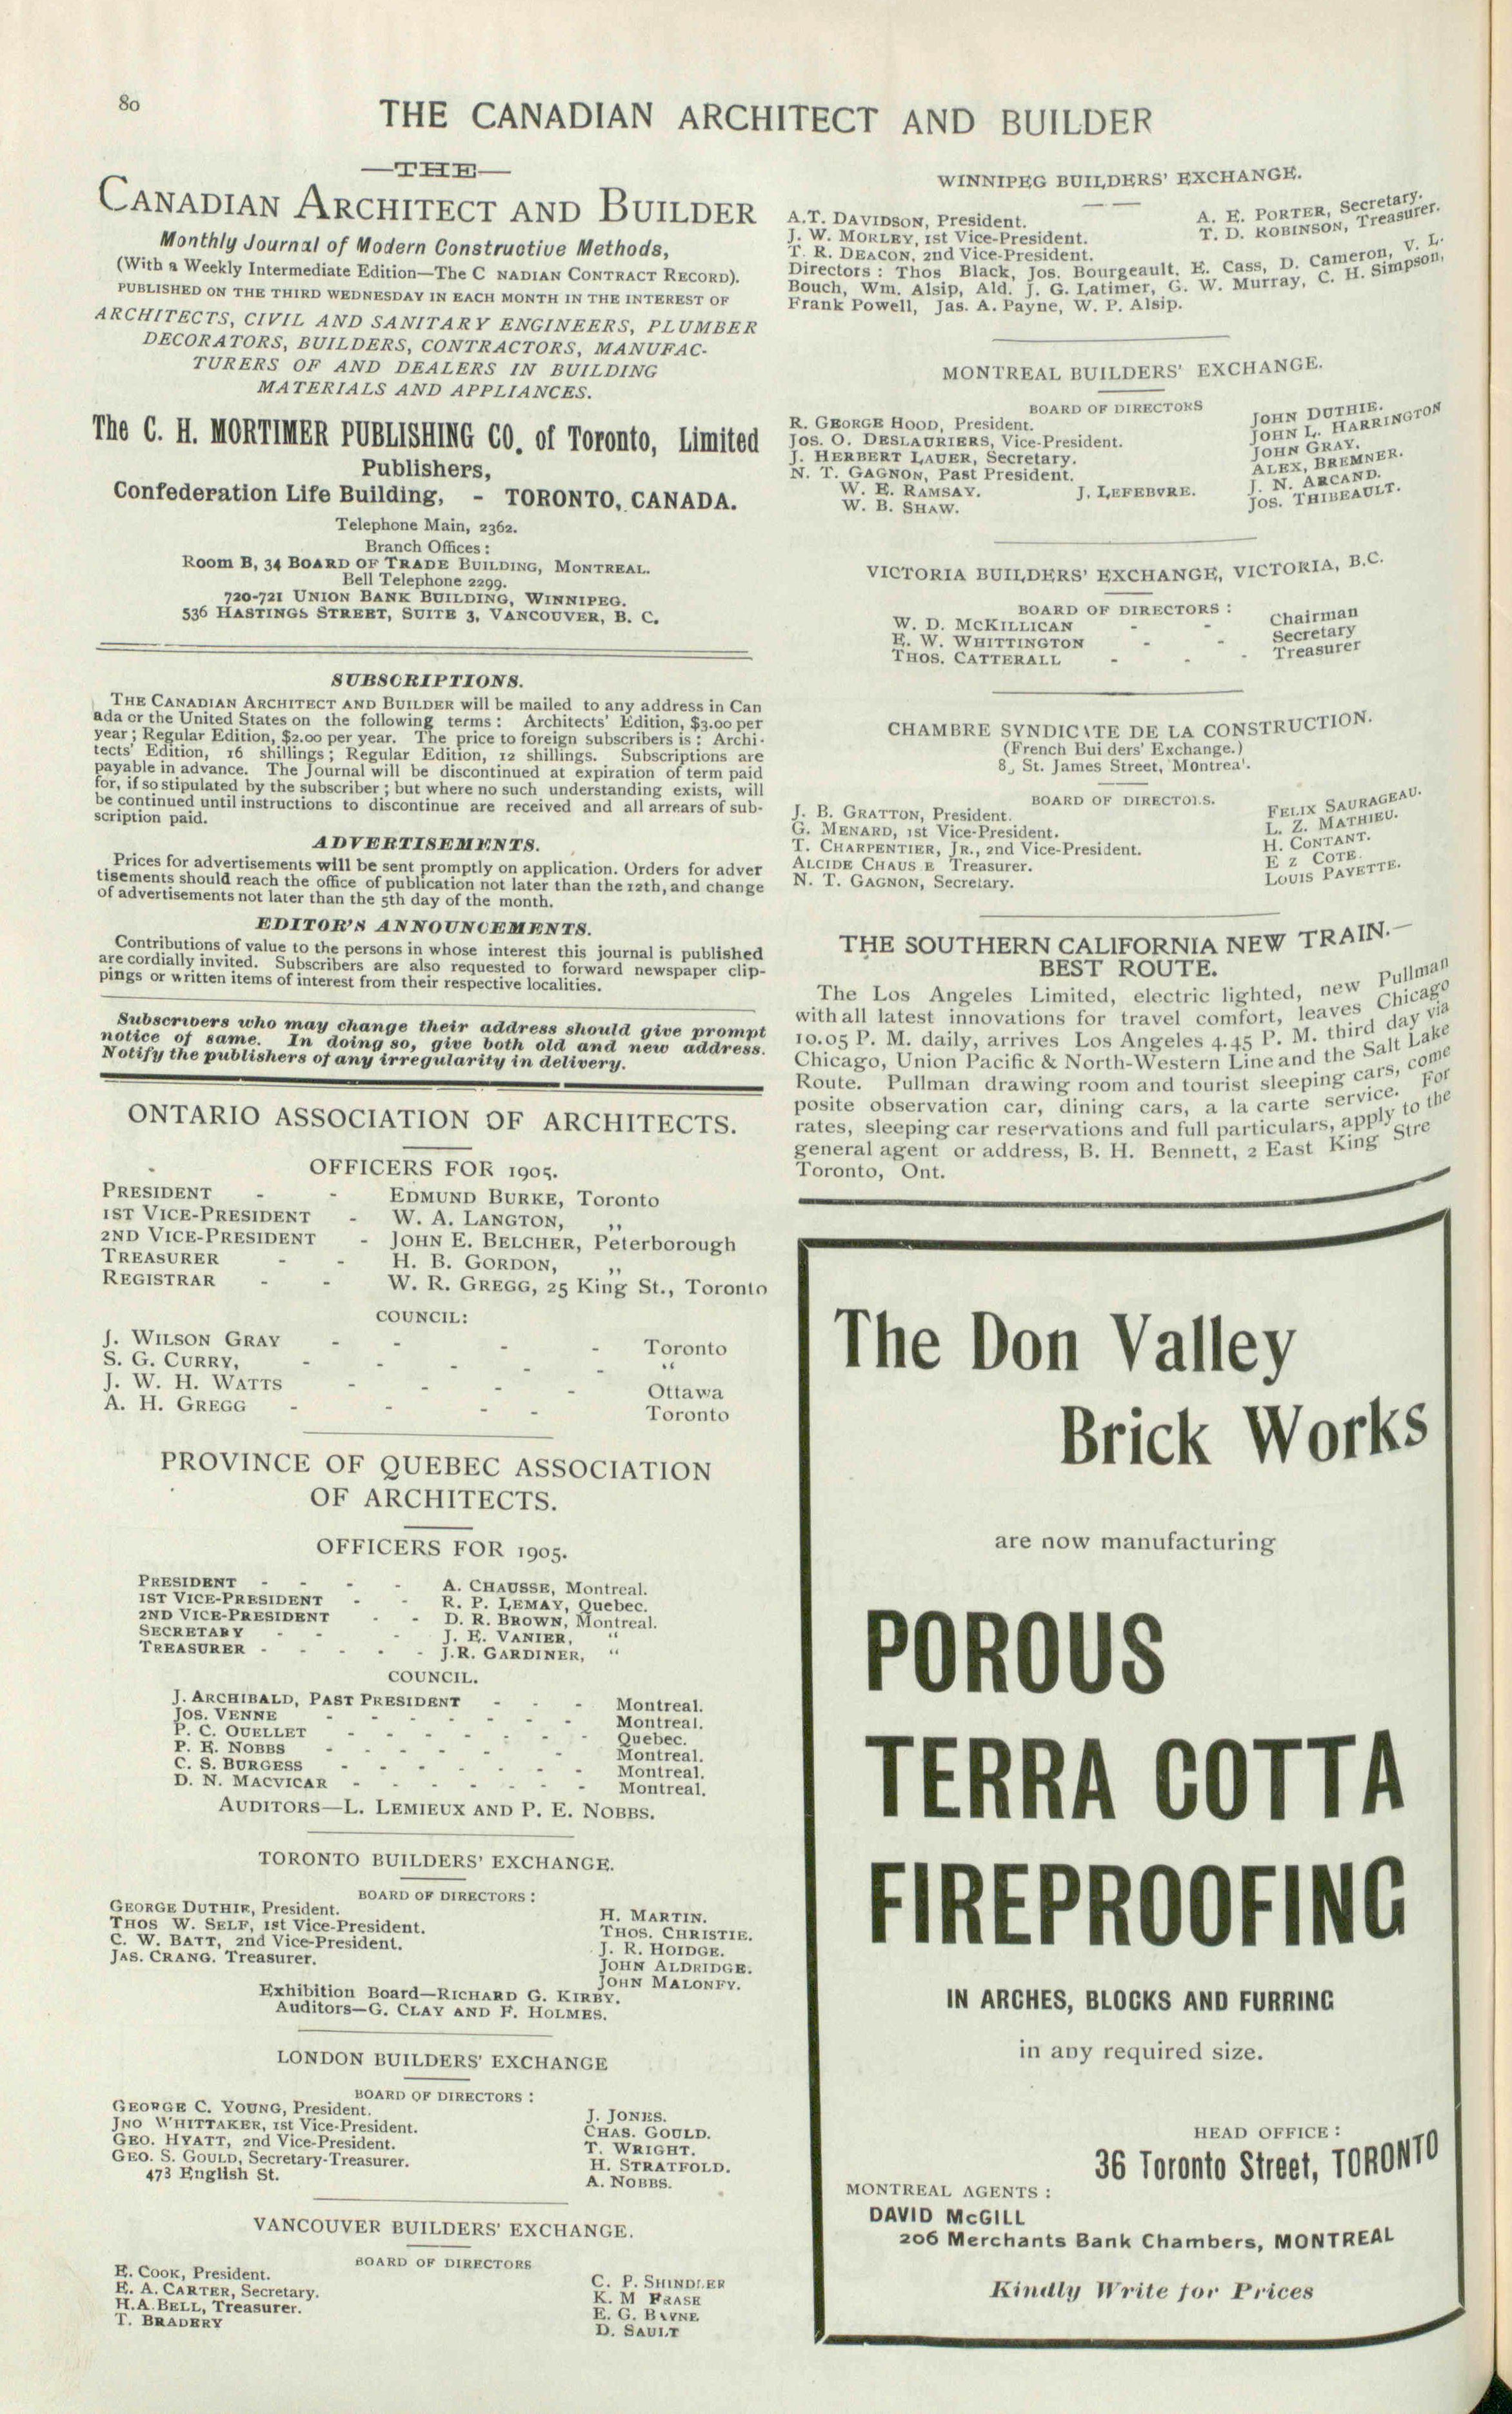 80
THE CANADIAN ARCHITECT AND BUILDER
—THE—
CANADIAN ARCHITECT AND BUILDER
Monthly Journal of Modern Constructive Methods,
(With a Weekly Intermediate Edition—The C NADIAN CONTRACT RECORD).
PUBLISHED ON THE THIRD WEDNESDAY IN EACH MONTH IN THE INTEREST OF
ARCHITECTS, CIVIL AND SANITARY ENGINEERS, PLUMBER
DECORATORS, BUILDERS, CONTRACTORS, MANUFAC-
TURERS OF AND DEALERS IN BUILDING
MATERIALS AND APPLIANCES.
The C. H. MORTIMER PUBLISHING CO. of Toronto, Limited
Publishers,
Confederation Life Building, - TORONTO, CANADA.
Telephone Main, 2362.
Branch Offices :
Room B, 34 BOARD OF TRADE BUILDING, MONTREAL.
Bell Telephone 2299.
720-721 UNION BANK BUILDING, WINNIPEG.
536 HASTINGS STREET, SUITE 3, VANCOUVER, B. C.
SUBSCRIPTIONS.
THE CANADIAN ARCHITECT AND BUILDER will be mailed to any address in Can
ada or the United States on the following terms : Architects' Edition, $3.00 per
year ; Regular Edition, $2.00 per year. The price to foreign subscribers is : Archi-
tects' Edition, 16 shillings ; Regular Edition, 12 shillings. Subscriptions are
payable in advance. The Journal will be discontinued at expiration of term paid
for, if so stipulated by the subscriber ; but where no such understanding exists, will
be continued until instructions to discontinue are received and all arrears of sub-
scription paid.
ADVERTISEMENTS.
Prices for advertisements will be sent promptly on application. Orders for adver
tisements should reach the office of publication not later than the 12th, and change
of advertisements not later than the 5th day of the month.
EDITOR'S ANNOUNCEMENTS.
Contributions of value to the persons in whose interest this journal is published
are cordially invited. Subscribers are also requested to forward newspaper clip-
pings or written items of interest from their respective localities.
Subscribers who may change their address should give prompt
notice of same. In doing so, give both old and new address.
Notify the publishers of any irregularity in delivery.
ONTARIO ASSOCIATION OF ARCHITECTS.
OFFICERS FOR 1905.
PRESIDENT - - EDMUND BURKE, Toronto
1ST VICE-PRESIDENT - W. A. LANGTON, ,,
2ND VICE-PRESIDENT - JOHN E. BELCHER, Peterborough
TREASURER - - H. B. GORDON, ,,
REGISTRAR - - W. R. GREGG, 25 King St., Toronto
COUNCIL:
J. WILSON GRAY - - - - Toronto
S. G. CURRY, - - - - - "
J. W. H. WATTS - - - - Ottawa
A. H. GREGG - - - - Toronto
PROVINCE OF QUEBEC ASSOCIATION
OF ARCHITECTS.
OFFICERS FOR 1905.
PRESIDENT - - - - A. CHAUSSE, Montreal.
1ST VICE-PRESIDENT - - R. P. LEMAY, Quebec.
2ND VICE-PRESIDENT - - D. R. BROWN, Montreal.
SECRETARY - - - J. E. VANIER, "
TREASURER - - - - - J.R. GARDINER, "
COUNCIL.
J. ARCHIBALD, PAST PRESIDENT - - - Montreal.
JOS. VENNE - - - - - - - Montreal.
P. C. OUELLET - - - - - - - Quebec.
P. E. NOBBS - - - - - - Montreal.
C. S. BURGESS - - - - - - - Montreal.
D. N. MACVICAR - - - - - - - Montreal.
AUDITORS—L. LEMIEUX AND P. E. NOBBS.
TORONTO BUILDERS' EXCHANGE.
BOARD OF DIRECTORS :
GEORGE DUTHIE, President.
THOS W. SELF, 1st Vice-President.
C. W. BATT, 2nd Vice-President.
JAS. CRANG. Treasurer.
H. MARTIN.
THOS. CHRISTIE.
J. R. HOIDGE.
JOHN ALDRIDGE.
JOHN MALONEY.
Exhibition Board—RICHARD G. KIRBY.
Auditors—G. CLAY AND F. HOLMES.
LONDON BUILDERS' EXCHANGE
BOARD OF DIRECTORS :
GEORGE C. YOUNG, President.
JNO WHITTAKER, 1st Vice-President.
GEO. HYATT, 2nd Vice-President.
GEO. S. GOULD, Secretary-Treasurer.
473 English St.
J. JONES.
CHAS. GOULD.
T. WRIGHT.
H. STRATFOLD.
A. NOBBS.
VANCOUVER BUILDERS' EXCHANGE.
BOARD OF DIRECTORS
E. COOK, President.
E. A. CARTER, Secretary.
H.A. BELL, Treasurer.
T. BRADERY
C. P. SHINDLER
K. M FRASE
E. G. BAYNE
D. SAULT
WINNIPEG BUILDERS' EXCHANGE.
A.T. DAVIDSON, President.
J. W. MORLEY, 1st Vice-President.
T. R. DEACON, 2nd Vice-President.
A. E. PORTER, Secretary.
T. D. ROBINSON, Treasurer.
Directors : Thos Black, Jos. Bourgeault, E. Cass, D. Cameron, V. L.
Bouch, Wm. Alsip, Ald. J. G. Latimer, G. W. Murray, C. H. Simpson,
Frank Powell, Jas. A. Payne, W. P. Alsip.
MONTREAL BUILDERS' EXCHANGE.
BOARD OF DIRECTORS
R. GEORGE HOOD, President.
JOS. O. DESLAURIERS, Vice-President.
J. HERBERT LAUER, Secretary.
N. T. GAGNON, Past President.
W. E. RAMSAY. J. LEFEBVRE.
W. B. SHAW.
JOHN DUTHIE.
JOHN L. HARRINGTON
JOHN GRAY.
ALEX, BREMNER.
J. N. ARCAND.
JOS. THIBEAULT.
VICTORIA BUILDERS' EXCHANGE, VICTORIA, B.C.
BOARD OF DIRECTORS :
W. D. MCKILLICAN - - Chairman
E. W. WHITTINGTON - - Secretary
THOS. CATTERALL - - - Treasurer
CHAMBRE SYNDICATE DE LA CONSTRUCTION.
(French Bui ders' Exchange.)
St. James Street, Montrea'.
BOARD OF DIRECTORS.
J. B. GRATTON, President.
G. MENARD, 1st Vice-President.
T. CHARPENTIER, JR., 2nd Vice-President.
ALCIDE CHAUS E Treasurer.
N. T. GAGNON, Secretary.
FELIX SAURAGEAU.
L. Z. MATHIEU.
H. CONTANT.
E Z COTE.
LOUIS PAYETTE.
THE SOUTHERN CALIFORNIA NEW TRAIN.—
BEST ROUTE.
The Los Angeles Limited, electric lighted, new Pullman
with all latest innovations for travel comfort, leaves Chicago
10.05 P. M. daily, arrives Los Angeles 4.45 P. M. third day via
Chicago, Union Pacific & North-Western Line and the Salt Lake
Route. Pullman drawing room and tourist sleeping cars, come
posite observation car, dining cars, a la carte service. For
rates, sleeping car reservations and full particulars, apply to the
general agent or address, B. H. Bennett, 2 East King Stre
Toronto, Ont.
The Don Valley
Brick Works
are now manufacturing
POROUS
TERRA COTTA
FIREPROOFING
IN ARCHES, BLOCKS AND FURRING
in any required size.
HEAD OFFICE :
36 Toronto Street, TORONTO
MONTREAL AGENTS :
DAVID McGILL
206 Merchants Bank Chambers, MONTREAL
Kindly Write for Prices